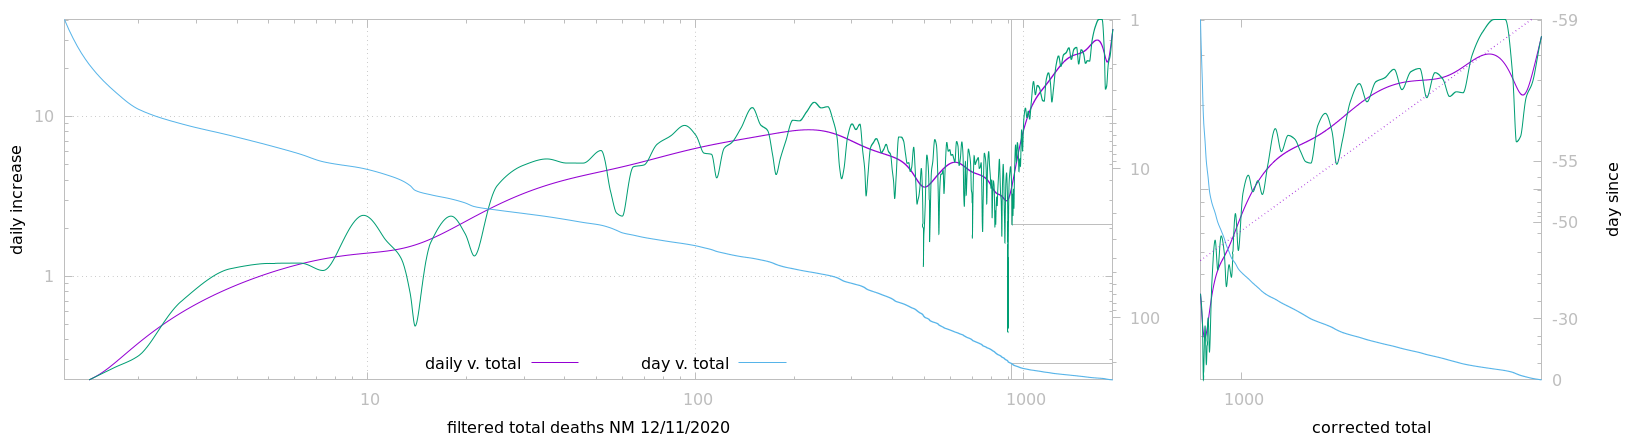 daily increase
10
1
1
10
100
daily v. total
day v. total
10
100
1000
filtered total deaths NM 12/11/2020
-59
-55
-50
-30
0
day since
1000
corrected total